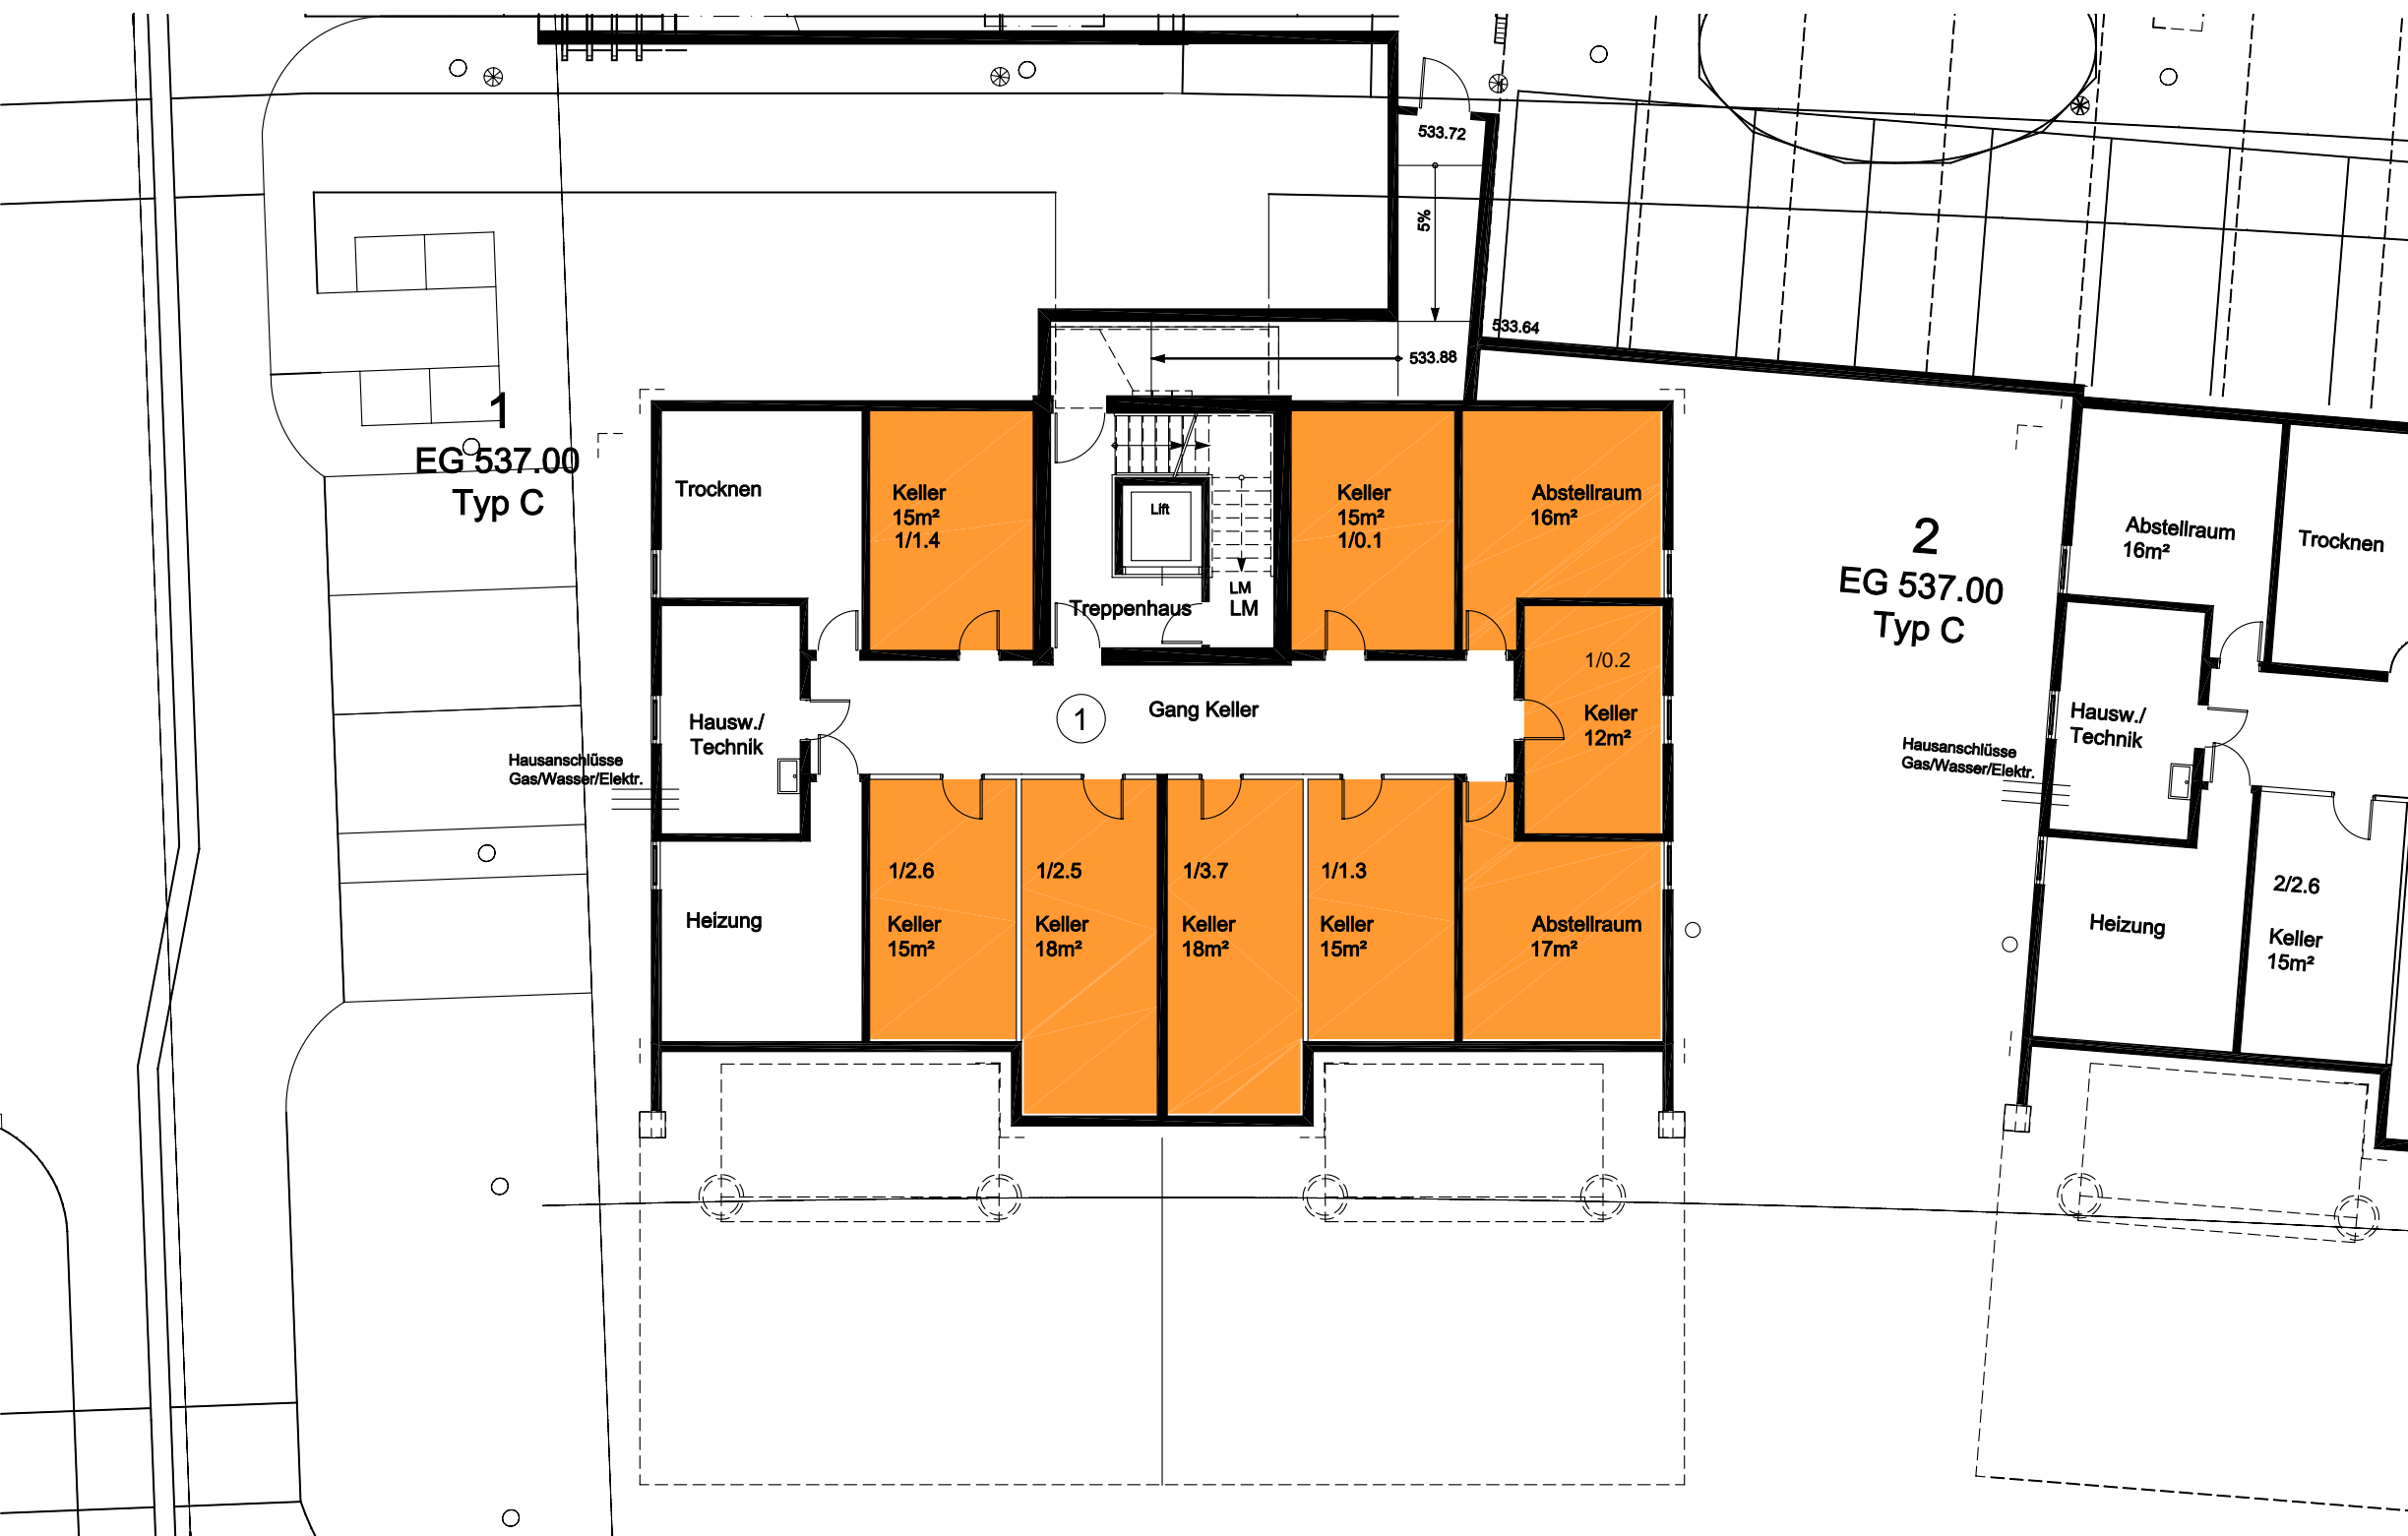 533.72
5%
533.64
533.88
1
EG 537.00
Typ C
Trocknen
Keller
15m²
1/1.4
Lift
Keller
15m²
1/0.1
Abstellraum
16m²
LM
LM
Treppenhaus
1/0.2
Keller
12m²
Hausw./
Technik
1
Gang Keller
Hausanschlüsse
Gas/Wasser/Elektr.
Heizung
1/2.6
Keller
15m²
1/2.5
Keller
18m²
1/3.7
Keller
18m²
1/1.3
Keller
15m²
Abstellraum
17m²
2
EG 537.00
Typ C
Abstellraum
16m²
Trocknen
Hausw./
Technik
Hausanschlüsse
Gas/Wasser/Elektr.
Heizung
2/2.6
Keller
15m²